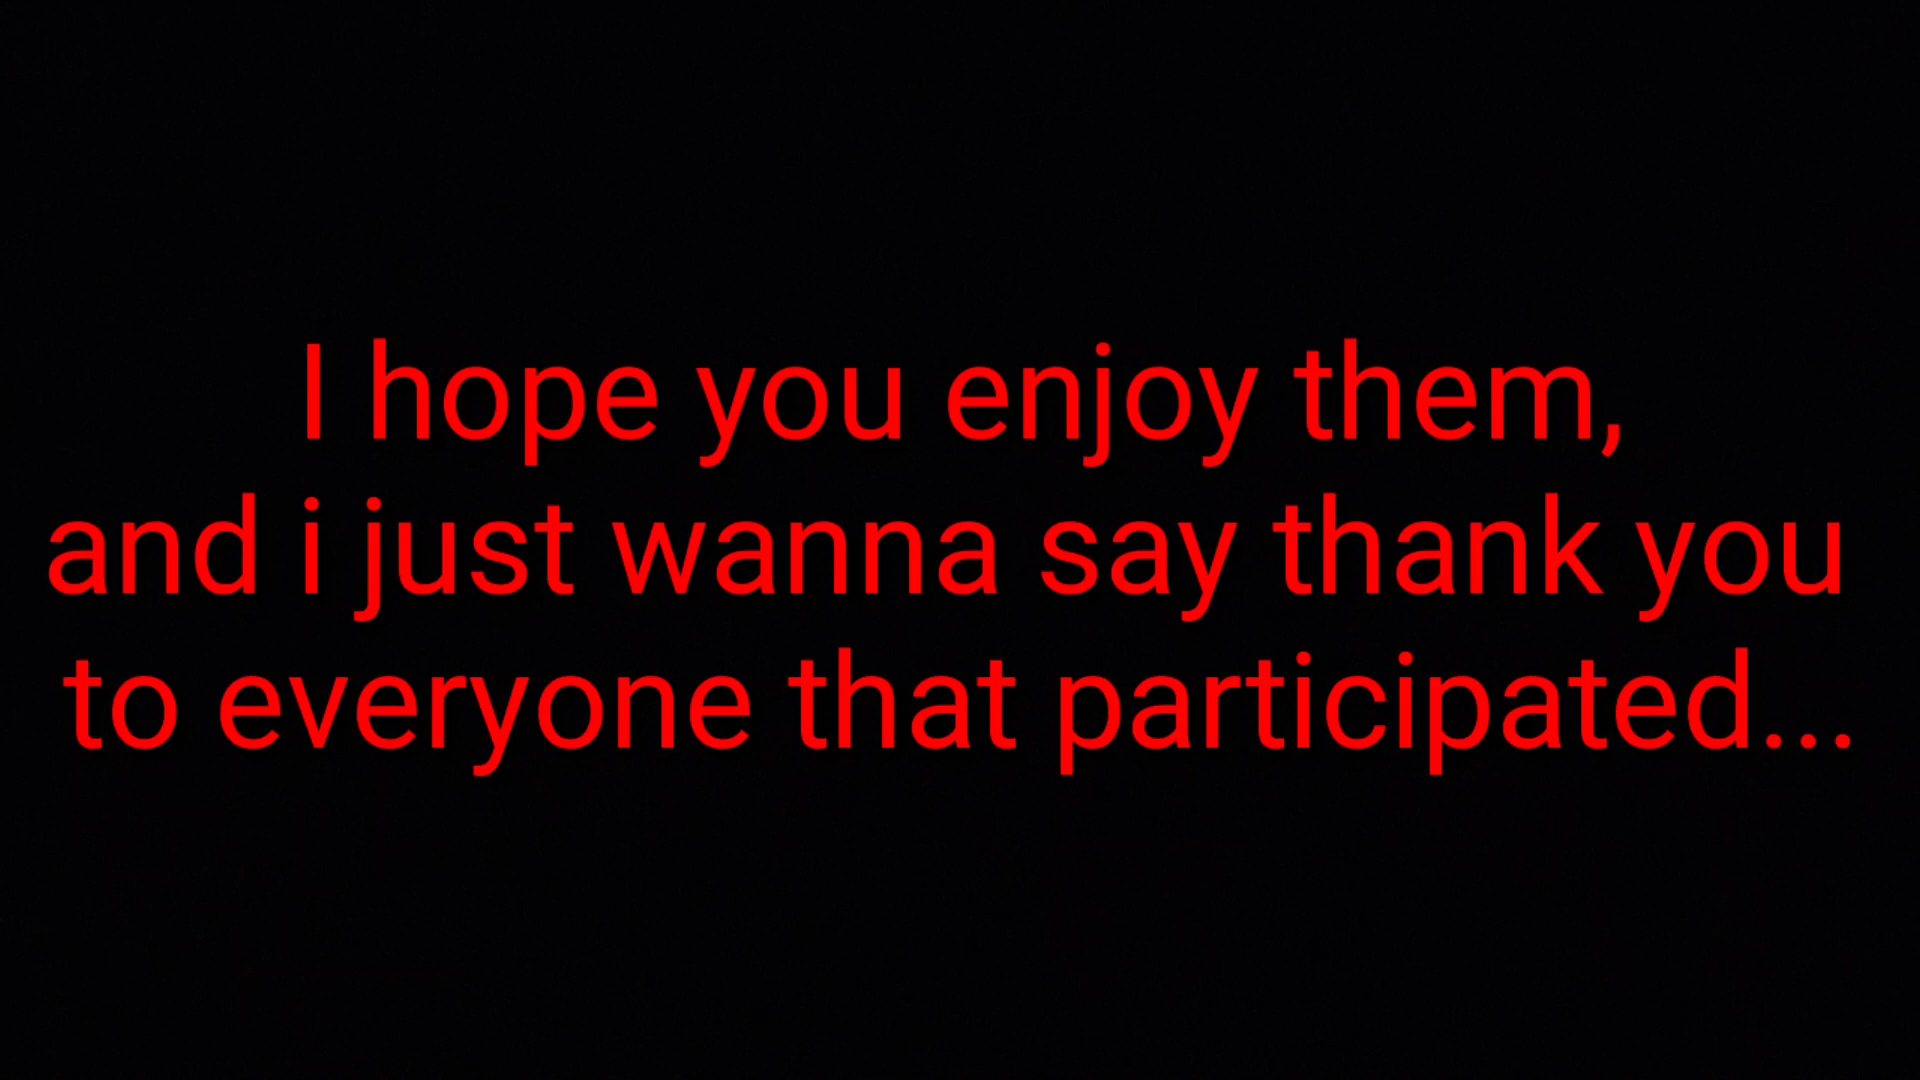 I hope you enjoy them,
and i just wanna say thank you
to everyone that participated...